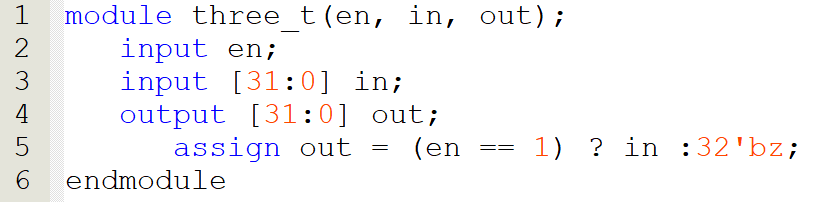 1 module three_t(en, in, out);
2 input en;
3 input [31:0] in;
4 output [31:0] out;
5 assign out = (en == 1) ? in :32'bz;
6 endmodule